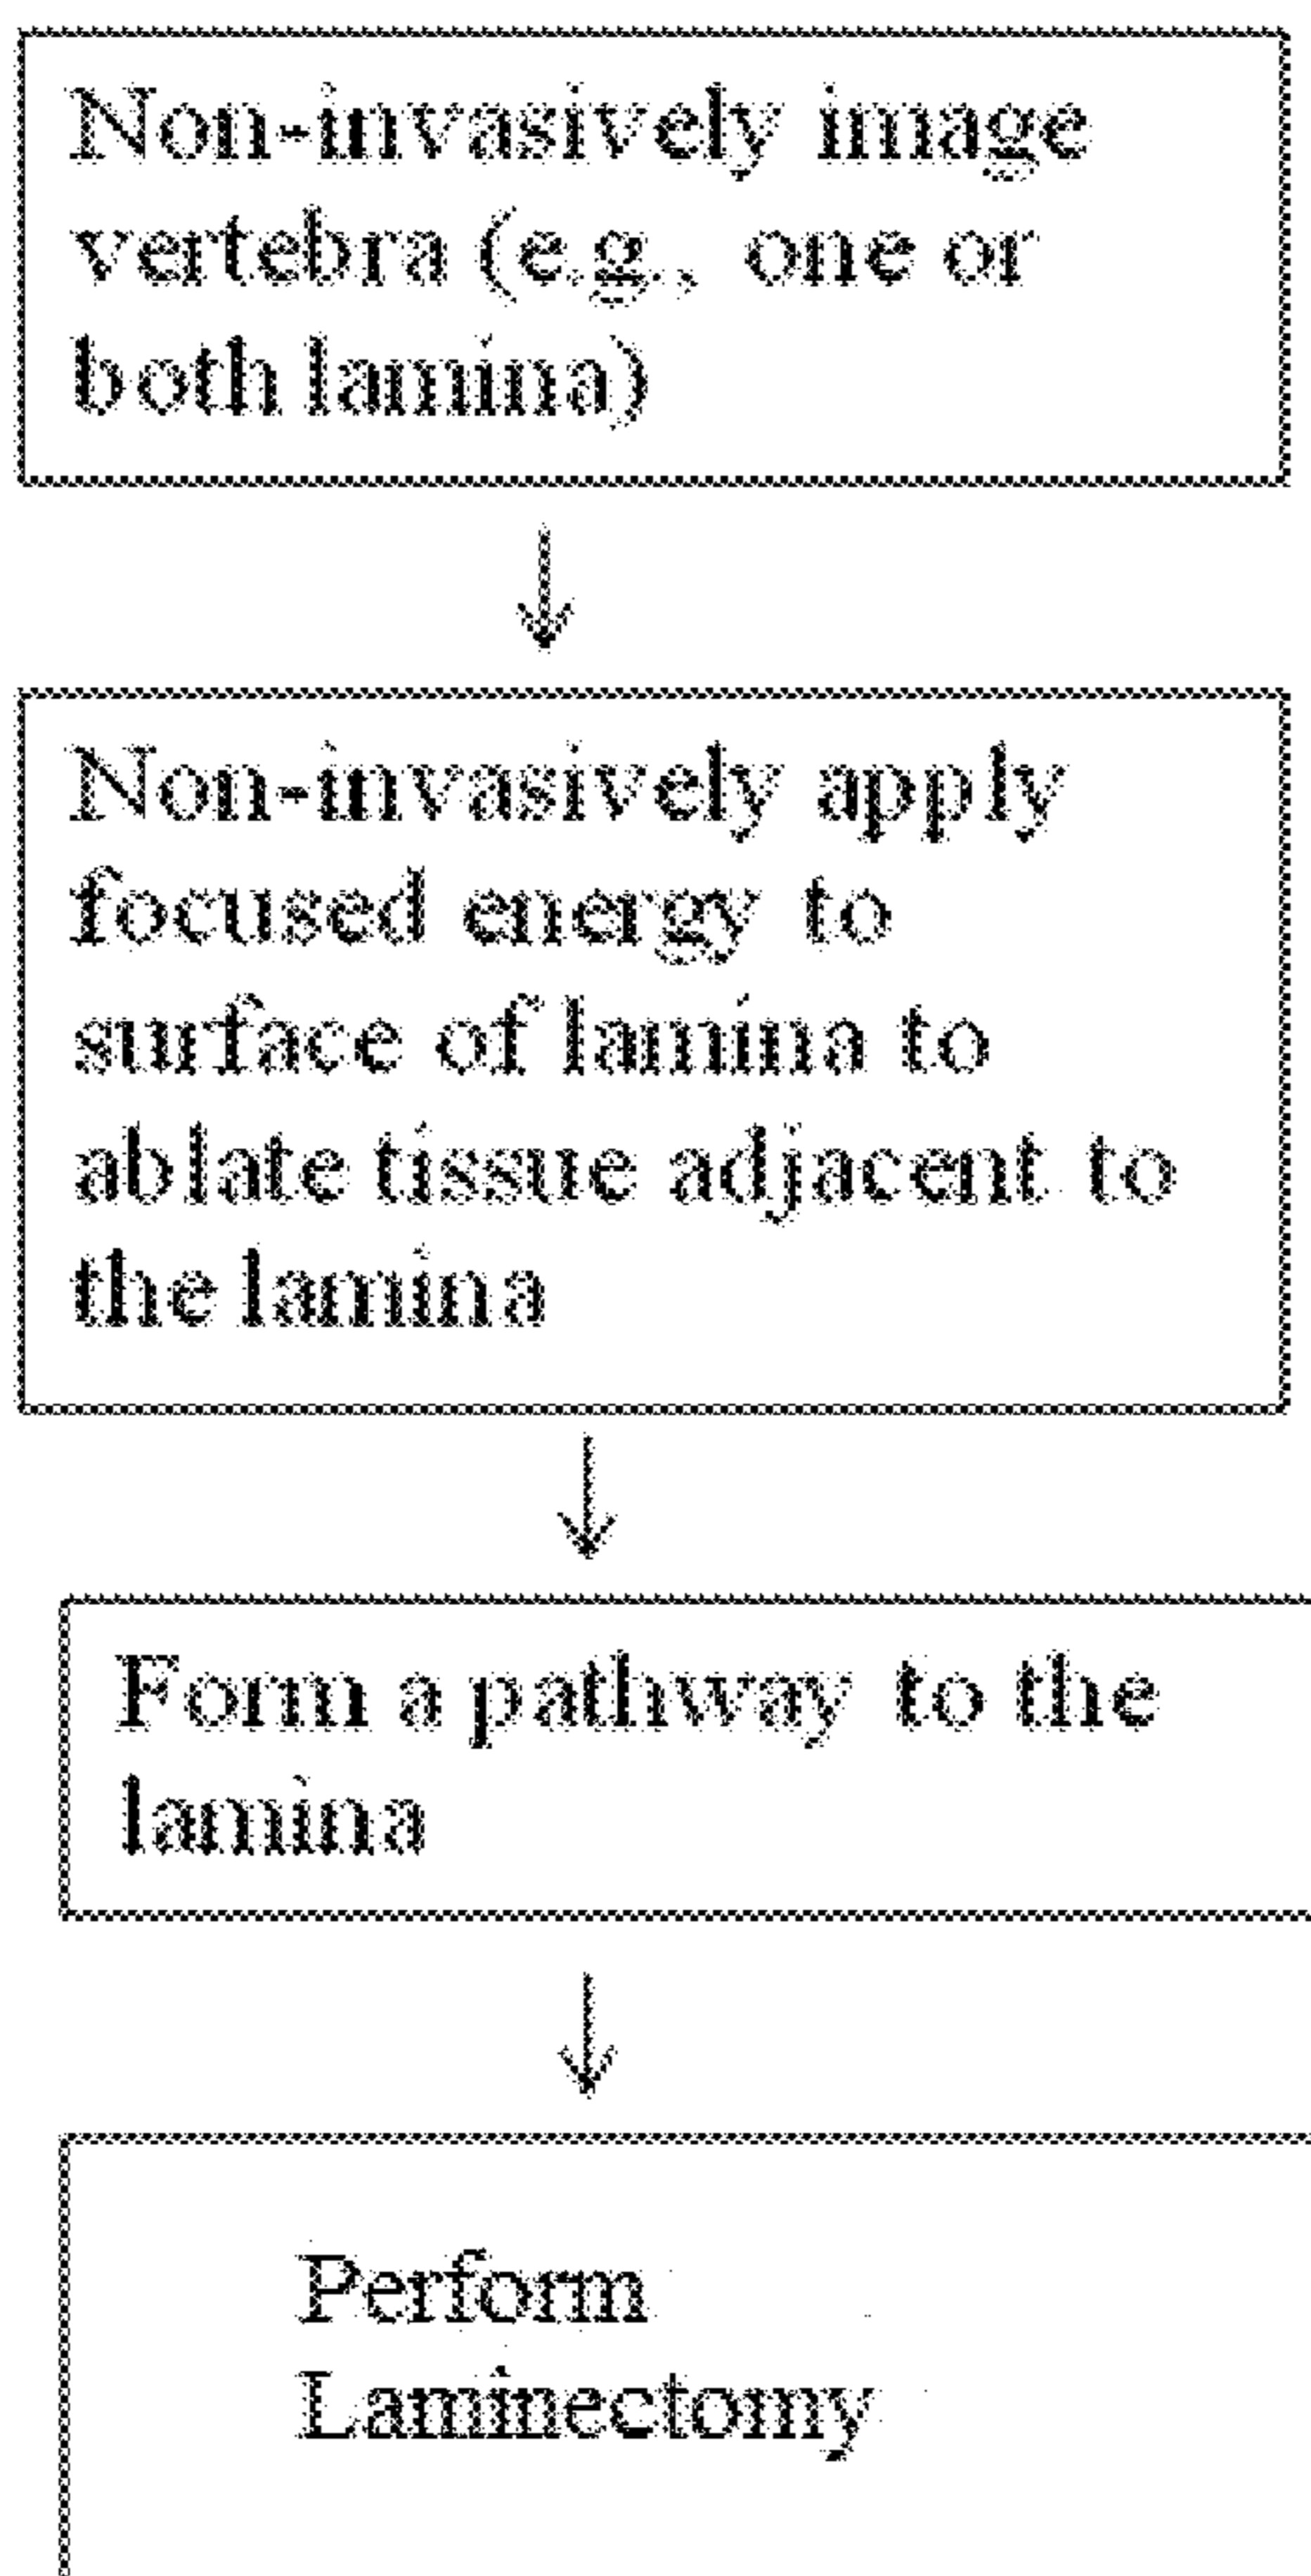 Non-invasively image
vertebra (e.g., one or
both lamina)
Non-invasively apply
focused energy to
surface of lamina to
ablate tissue adjacent to
the lamina
Form a pathway to the
lamina
Perform
Laminectomy